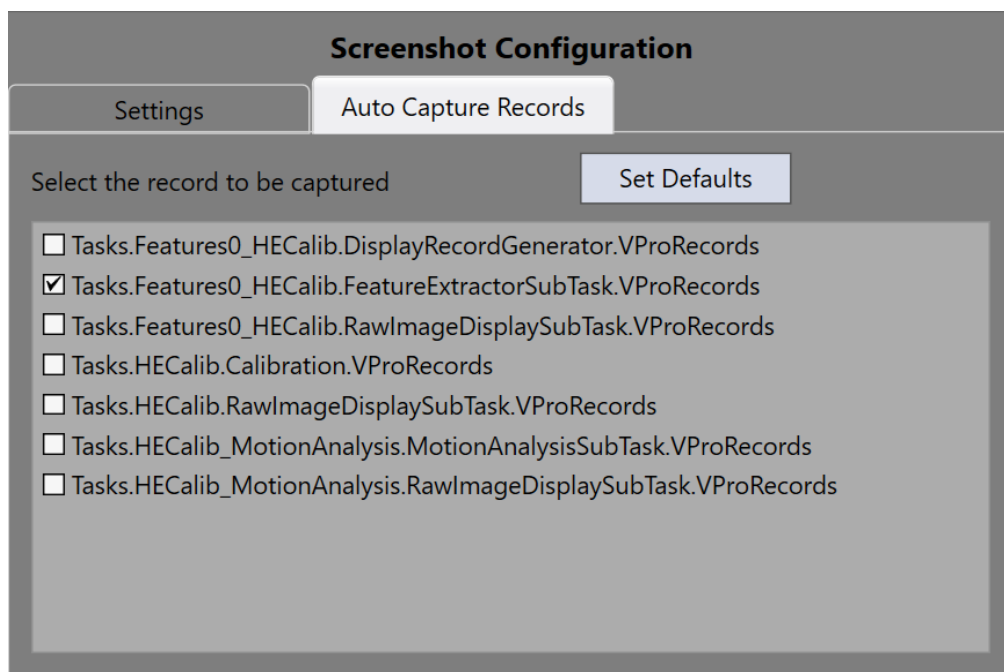 Screenshot Configuration
Settings
Auto Capture Records
Select the record to be captured
Set Defaults
Tasks.Features0_HECalib.DisplayRecordGenerator.VProRecords
Tasks.Features0_HECalib.FeatureExtractorSubTask.VProRecords
Tasks.Features0_HECalib.RawImageDisplaySubTask.VProRecords
Tasks.HECalib.Calibration.VProRecords
Tasks.HECalib.RawImageDisplaySubTask.VProRecords
Tasks.HECalib_MotionAnalysis.MotionAnalysisSubTask.VProRecords
Tasks.HECalib_MotionAnalysis.RawImageDisplaySubTask.VProRecords